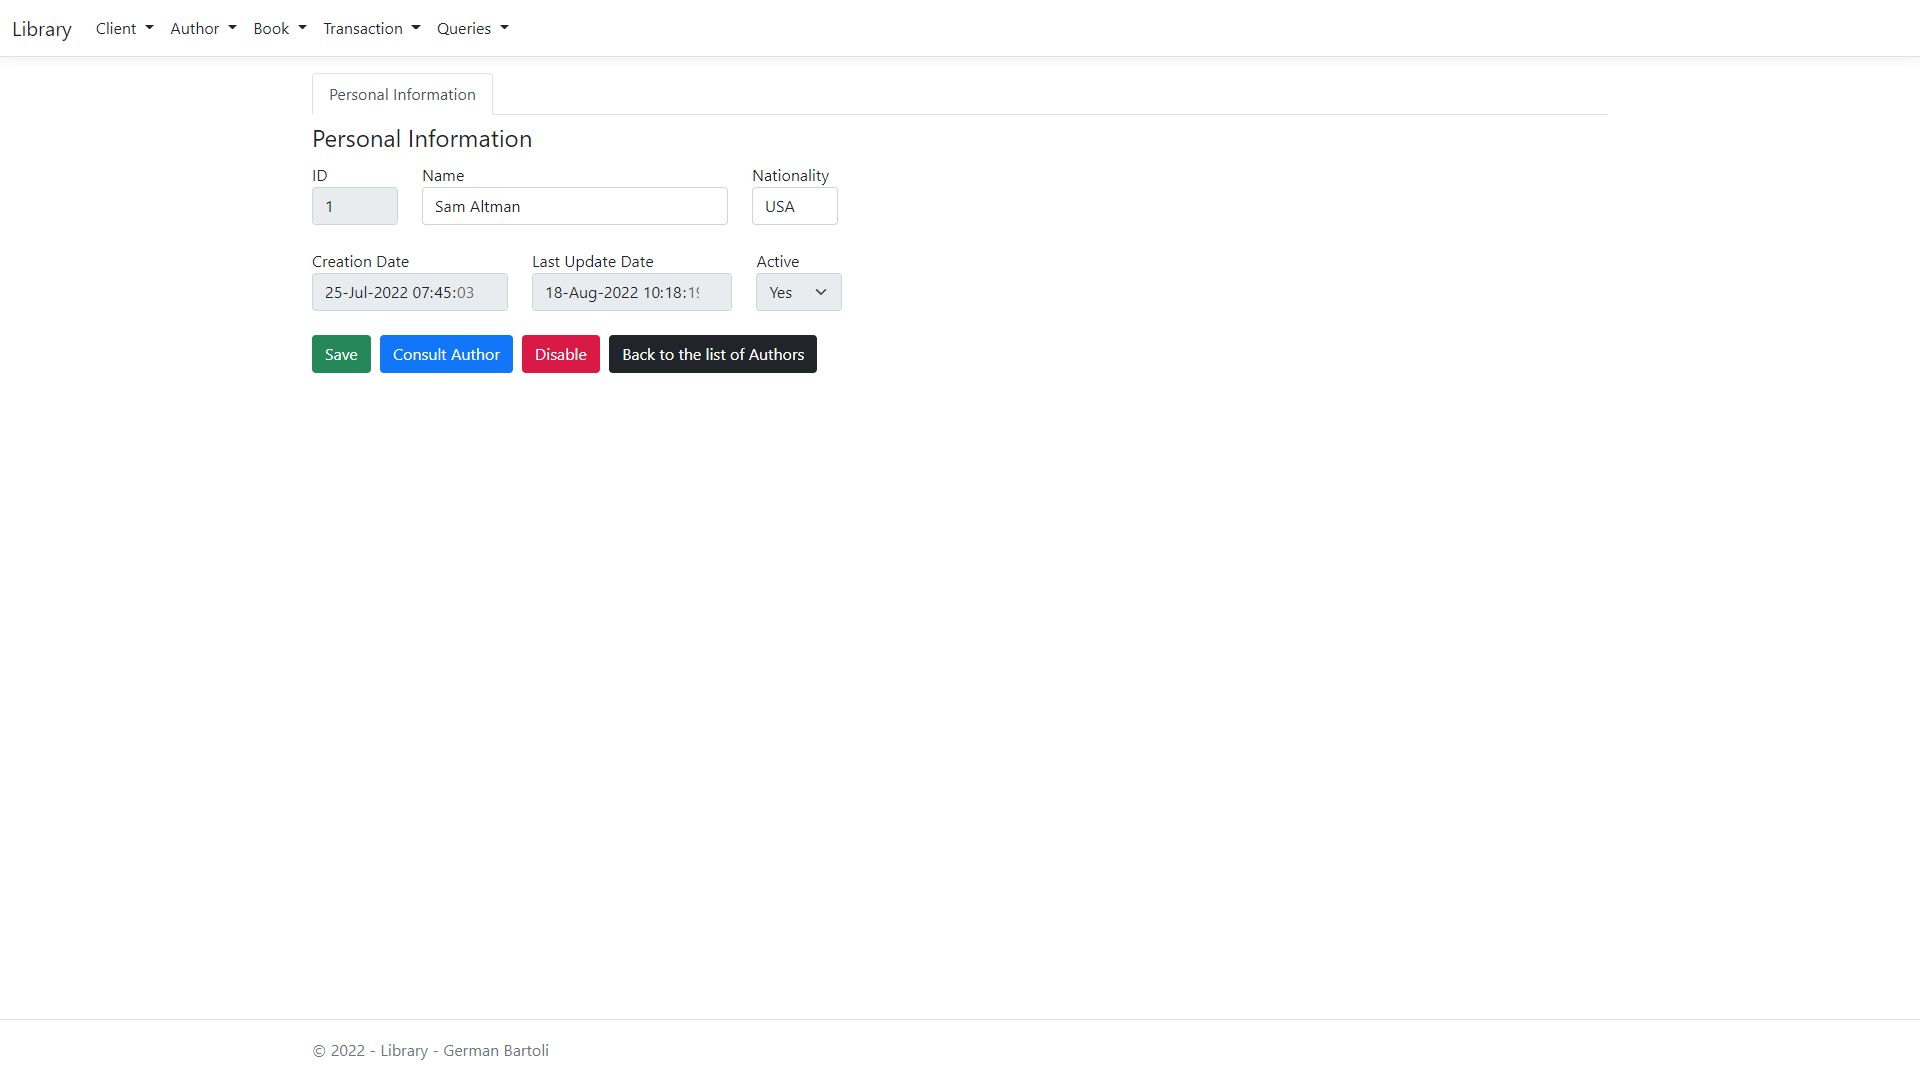 Library Client Author Book Transaction Queries
Personal Information
Personal Information
ID Name Nationality
1 Sam Altman USA
Creation Date Last Update Date Active
25-Jul-2022 07:45:03 18-Aug-2022 10:18:19 Yes
Save Consult Author Disable Back to the list of Authors
© 2022 - Library - German Bartoli